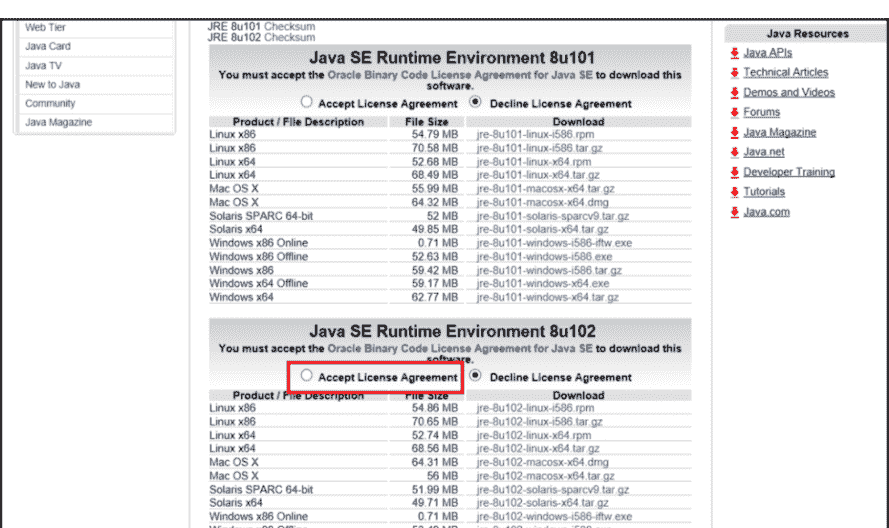 Web Tier
Java Card
Java TV
New to Java
Community
Java Magazine
JRE 8u101 Checksum
JRE 8u102 Checksum
Java SE Runtime Environment 8u101
You must accept the Oracle Binary Code License Agreement for Java SE to download this
software.
Accept License Agreement Decline License Agreement
Product / File Description File Size Download
Linux x86 54.79 MB jre-8u101-linux-i586.rpm
Linux x86 70.58 MB jre-8u101-linux-i586.tar.gz
Linux x64 52.68 MB jre-8u101-linux-x64.rpm
Linux x64 68.49 MB jre-8u101-linux-x64.tar.gz
Mac OS X 55.99 MB jre-8u101-macosx-x64.tar.gz
Mac OS X 64.32 MB jre-8u101-macosx-x64.dmg
Solaris SPARC 64-bit 52 MB jre-8u101-solaris-sparcv9.tar.gz
Solaris x64 49.85 MB jre-8u101-solaris-x64.tar.gz
Windows x86 Online 0.71 MB jre-8u101-windows-i586-iftw.exe
Windows x86 Offline 52.63 MB jre-8u101-windows-i586.exe
Windows x86 59.42 MB jre-8u101-windows-i586.tar.gz
Windows x64 Offline 59.17 MB jre-8u101-windows-x64.exe
Windows x64 62.77 MB jre-8u101-windows-x64.tar.gz
Java SE Runtime Environment 8u102
You must accept the Oracle Binary Code License Agreement for Java SE to download this
software.
Accept License Agreement Decline License Agreement
Product / File Description File Size Download
Linux x86 54.86 MB jre-8u102-linux-i586.rpm
Linux x86 70.65 MB jre-8u102-linux-i586.tar.gz
Linux x64 52.74 MB jre-8u102-linux-x64.rpm
Linux x64 68.56 MB jre-8u102-linux-x64.tar.gz
Mac OS X 64.31 MB jre-8u102-macosx-x64.dmg
Mac OS X 56 MB jre-8u102-macosx-x64.tar.gz
Solaris SPARC 64-bit 51.99 MB jre-8u102-solaris-sparcv9.tar.gz
Solaris x64 49.71 MB jre-8u102-solaris-x64.tar.gz
Windows x86 Online 0.71 MB jre-8u102-windows-i586-iftw.exe
Java Resources
Java APIs
Technical Articles
Demos and Videos
Forums
Java Magazine
Java.net
Developer Training
Tutorials
Java.com